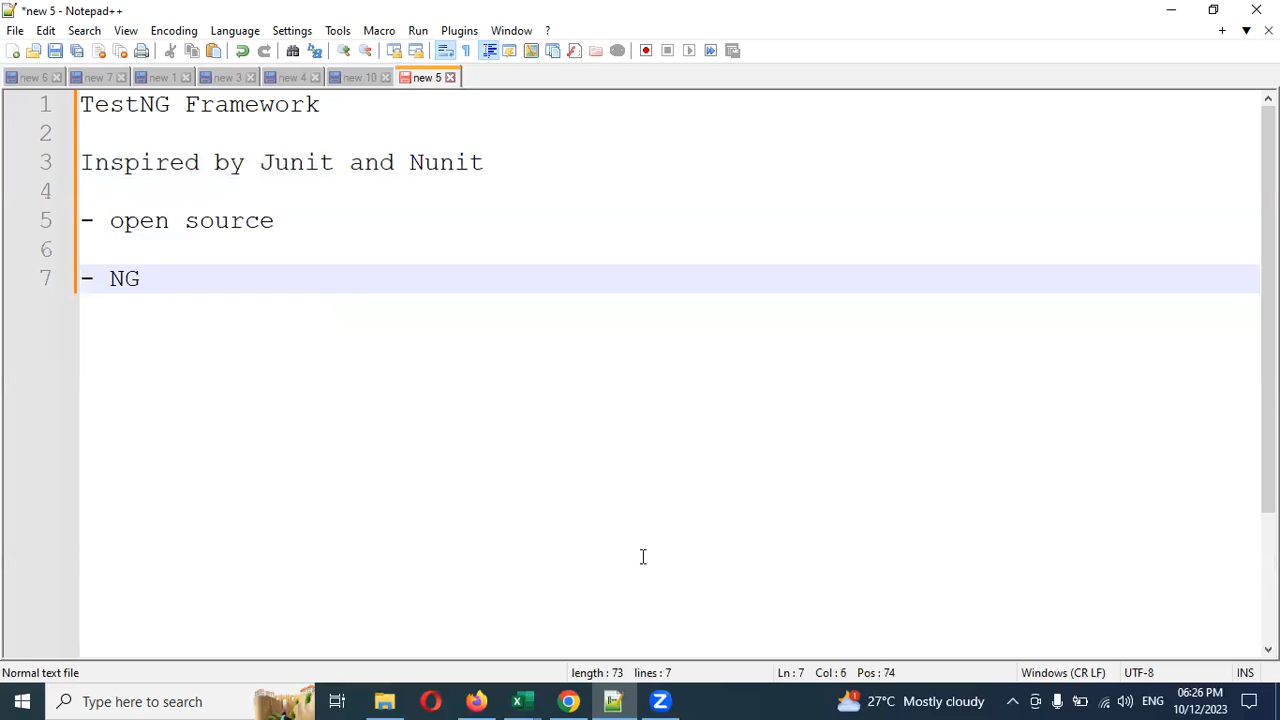 *new 5 - Notepad++
File Edit Search View Encoding Language Settings Tools Macro Run Plugins Window ?
new 6 new 7 new 1 new 3 new 4 new 10 new 5
1 TestNG Framework
2
3 Inspired by Junit and Nunit
4
5 - open source
6
7 - NG
Normal text file length : 73 lines : 7 Ln : 7 Col : 6 Pos : 74 Windows (CR LF) UTF-8 INS
Type here to search 27°C Mostly cloudy ENG 06:26 PM
10/12/2023